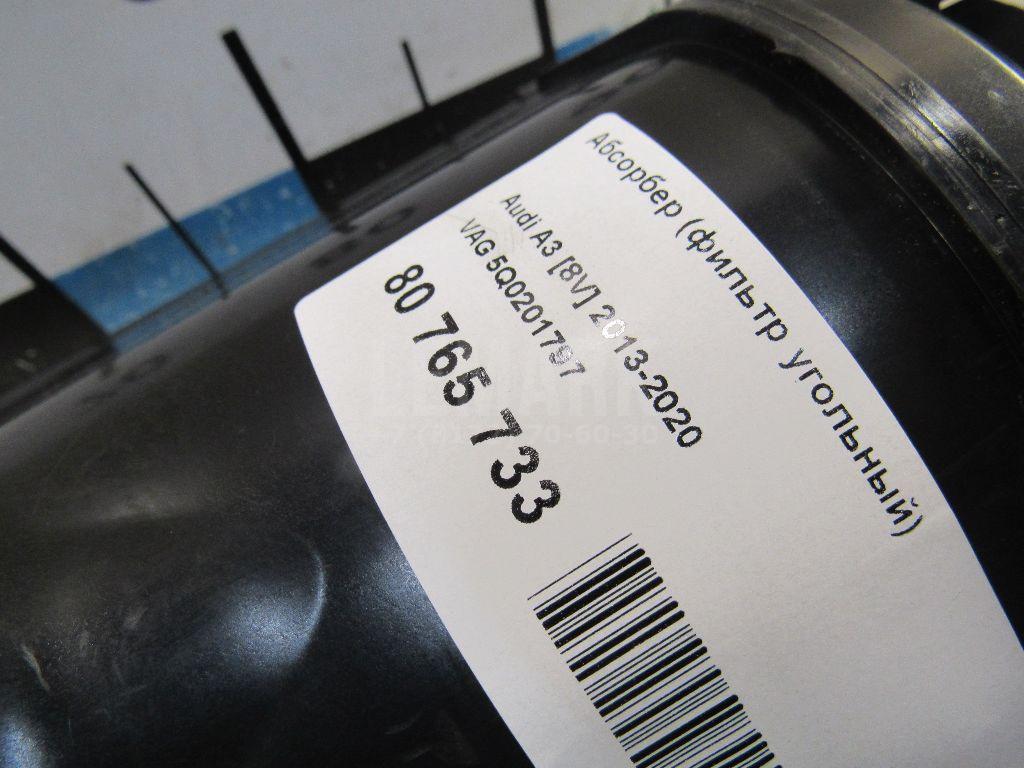 Абсорбер (фильтр угольный)
Audi A3 [8V] 2013-2020
VAG 5Q0201797
80 765 733